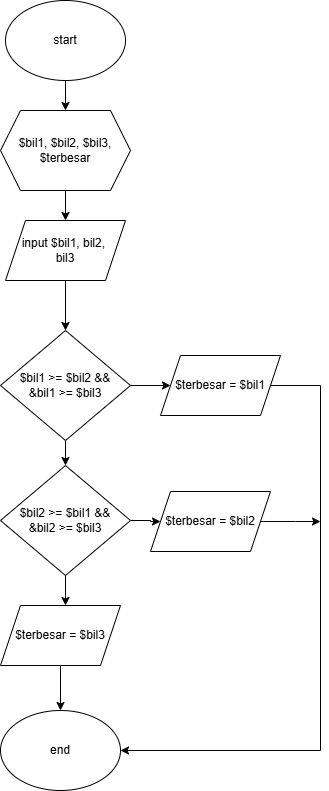 start
$bil1, $bil2, $bil3,
$terbesar
input $bil1, bil2,
bil3
$bil1 >= $bil2 &&
&bil1 >= $bil3
$terbesar = $bil1
$bil2 >= $bil1 &&
&bil2 >= $bil3
$terbesar = $bil2
$terbesar = $bil3
end